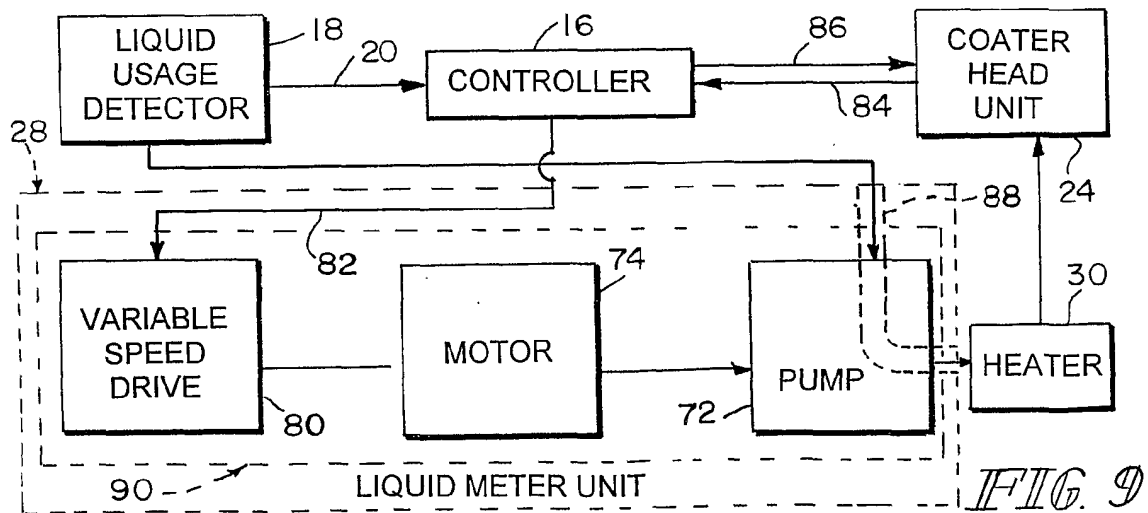 LIQUID
USAGE
DETECTOR
18
20
16
CONTROLLER
86
84
COATER
HEAD
UNIT
24
28
82
88
74
30
VARIABLE
SPEED
DRIVE
80
MOTOR
PUMP
72
HEATER
90
LIQUID METER UNIT
FIG. 9